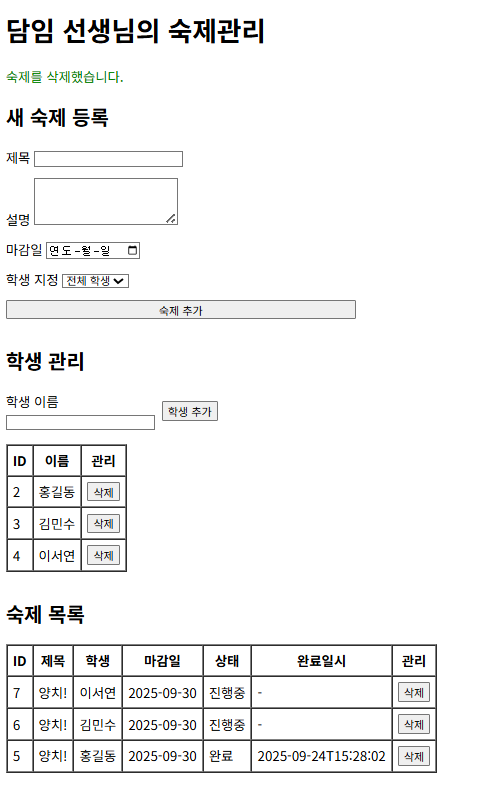 담임 선생님의 숙제관리
숙제를 삭제했습니다.
새 숙제 등록
제목
설명
마감일 연도-월-일
학생 지정 전체 학생
숙제 추가
학생 관리
학생 이름
학생 추가
ID 이름 관리
2 홍길동 삭제
3 김민수 삭제
4 이서연 삭제
숙제 목록
ID 제목 학생 마감일 상태 완료일시 관리
7 양치! 이서연 2025-09-30 진행중 - 삭제
6 양치! 김민수 2025-09-30 진행중 - 삭제
5 양치! 홍길동 2025-09-30 완료 2025-09-24T15:28:02 삭제